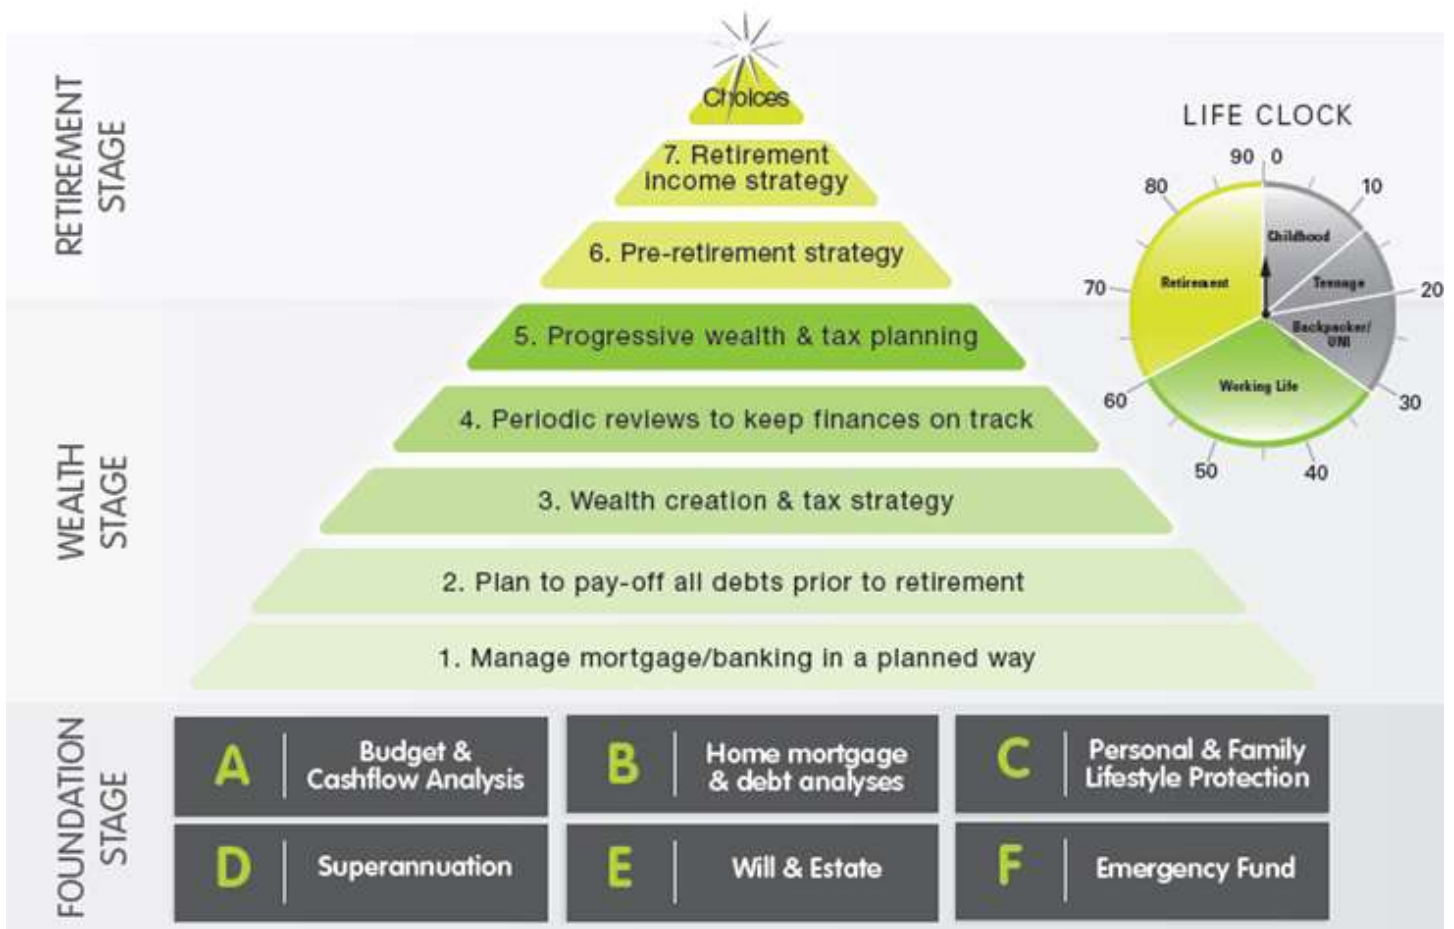 RETIREMENT
STAGE
Choices
7. Retirement
income strategy
6. Pre-retirement strategy
WEALTH
STAGE
5. Progressive wealth & tax planning
4. Periodic reviews to keep finances on track
3. Wealth creation & tax strategy
2. Plan to pay-off all debts prior to retirement
1. Manage mortgage/banking in a planned way
LIFE CLOCK
90 0
80
10
Childhood
Retirement
Teenage
70
20
Backpacker/
UNI
Working Life
60
30
50
40
FOUNDATION
STAGE
A
Budget &
Cashflow Analysis
B
Home mortgage
& debt analyses
C
Personal & Family
Lifestyle Protection
D
Superannuation
E
Will & Estate
F
Emergency Fund